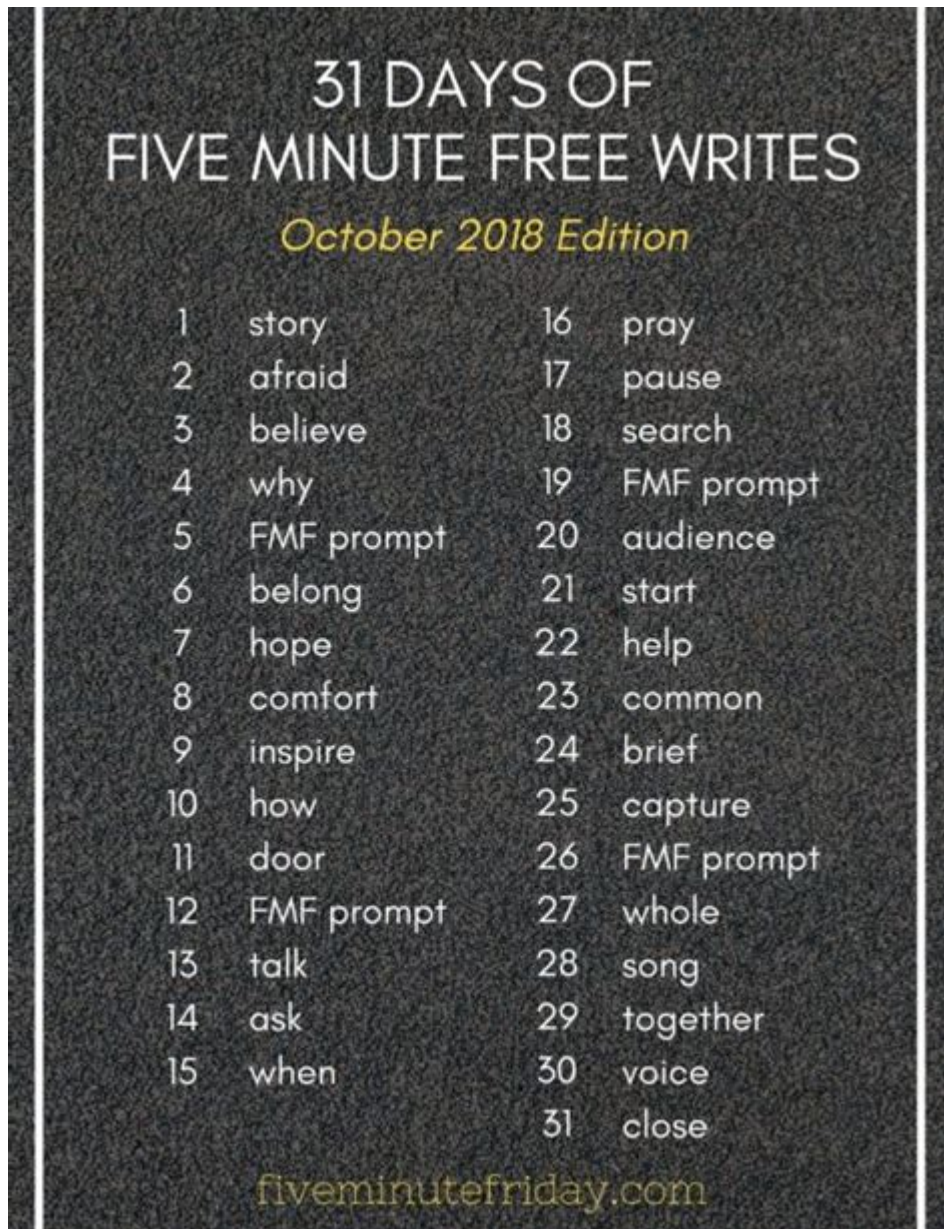 31 DAYS OF
FIVE MINUTE FREE WRITES
October 2018 Edition
1 story
2 afraid
3 believe
4 why
5 FMF prompt
6 belong
7 hope
8 comfort
9 inspire
10 how
11 door
12 FMF prompt
13 talk
14 ask
15 when
16 pray
17 pause
18 search
19 FMF prompt
20 audience
21 start
22 help
23 common
24 brief
25 capture
26 FMF prompt
27 whole
28 song
29 together
30 voice
31 close
fiveminutefriday.com